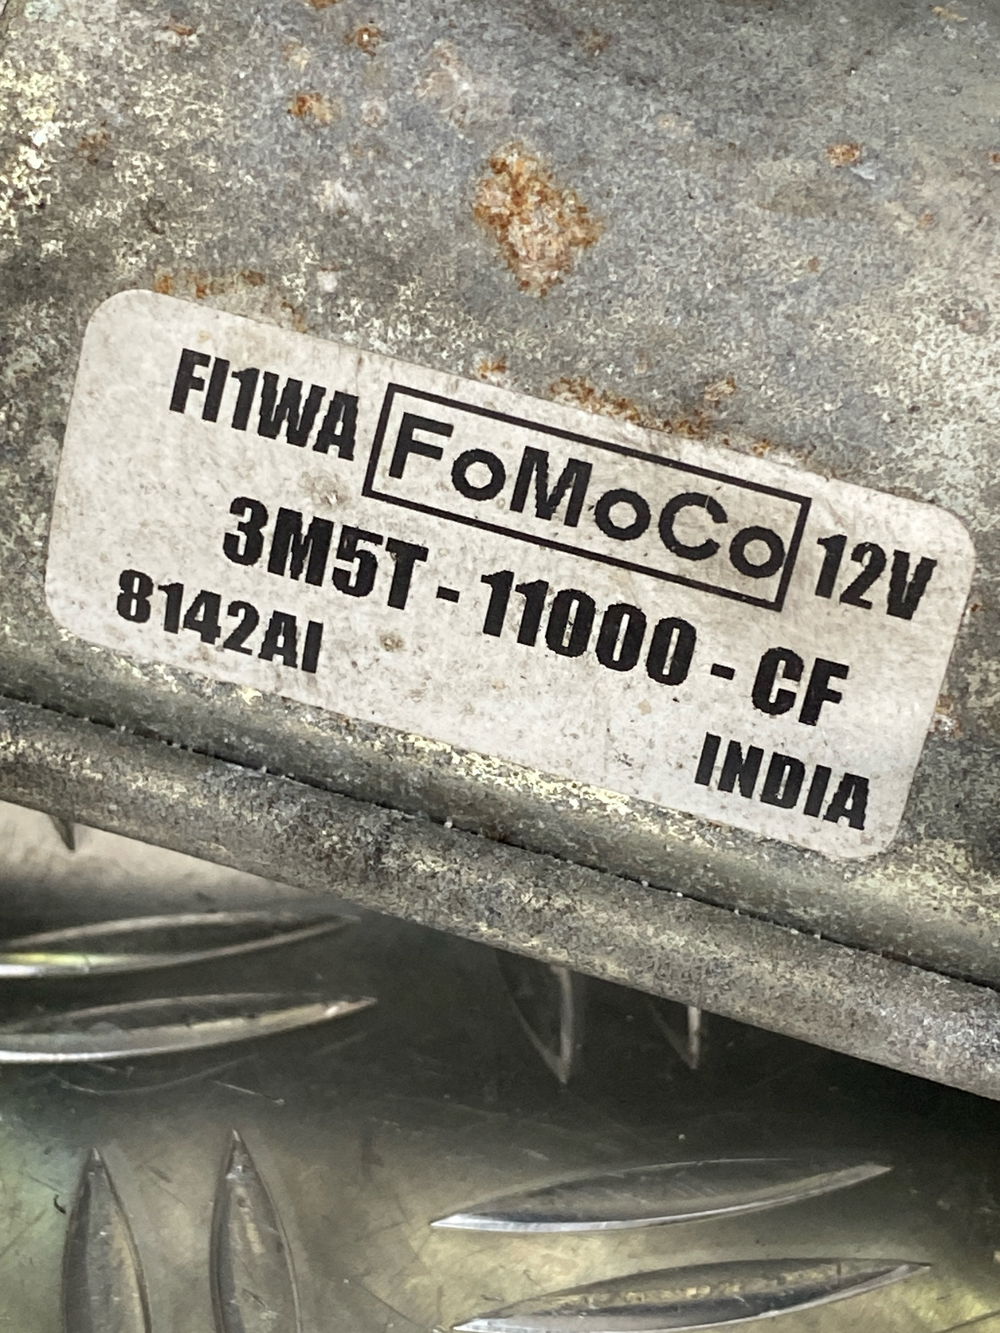 FI1WA FoMoCo 12V
3M5T - 11000 - CF
8142AI
INDIA